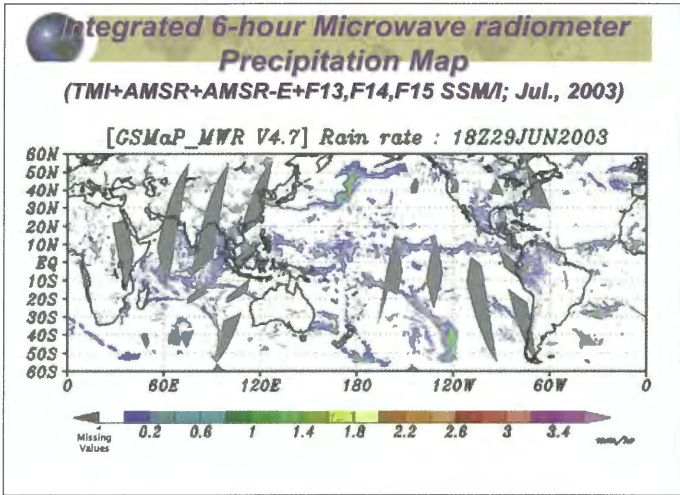 Integrated 6-hour Microwave radiometer
Precipitation Map
(TMI+AMSR+AMSR-E+F13,F14,F15 SSM/I; Jul., 2003)
[GSMaP_MWR V4.7] Rain rate : 18Z29JUN2003
60N
50N
40N
30N
20N
10N
EQ
10S
20S
30S
40S
50S
60S
0 60E 120E 180 120W 60W 0
Missing
Values
0.2 0.6 1 1.4 1.8 2.2 2.6 3 3.4 mm/hr